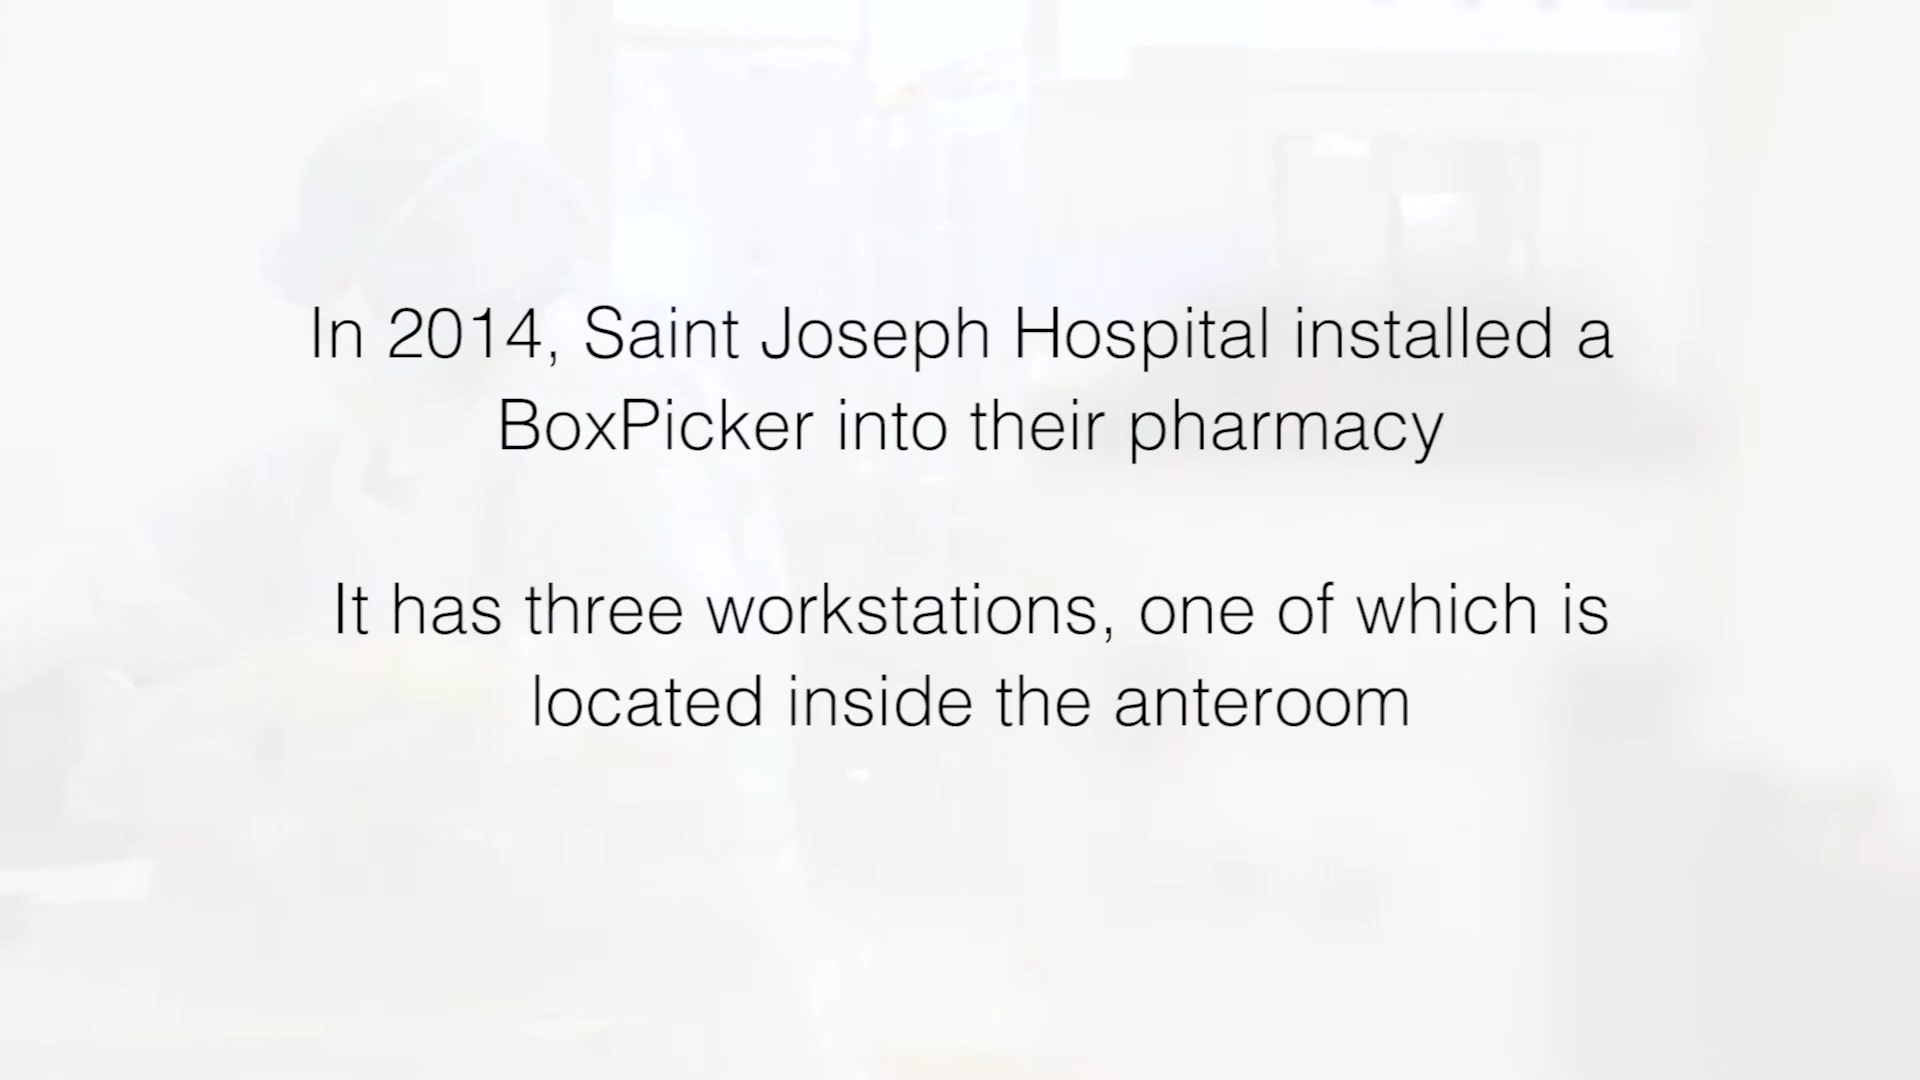 In 2014, Saint Joseph Hospital installed a
BoxPicker into their pharmacy
It has three workstations, one of which is
located inside the anteroom